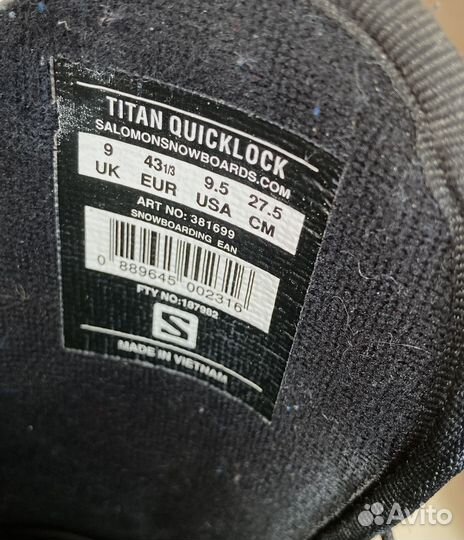 TITAN QUICKLOCK
SALOMONSNOWBOARDS.COM
9 43 1/3 9.5 27.5
UK EUR USA CM
ART NO: 381699
SNOWBOARDING EAN
0 889645 002316
FTY NO:187982
S
MADE IN VIETNAM
Avito